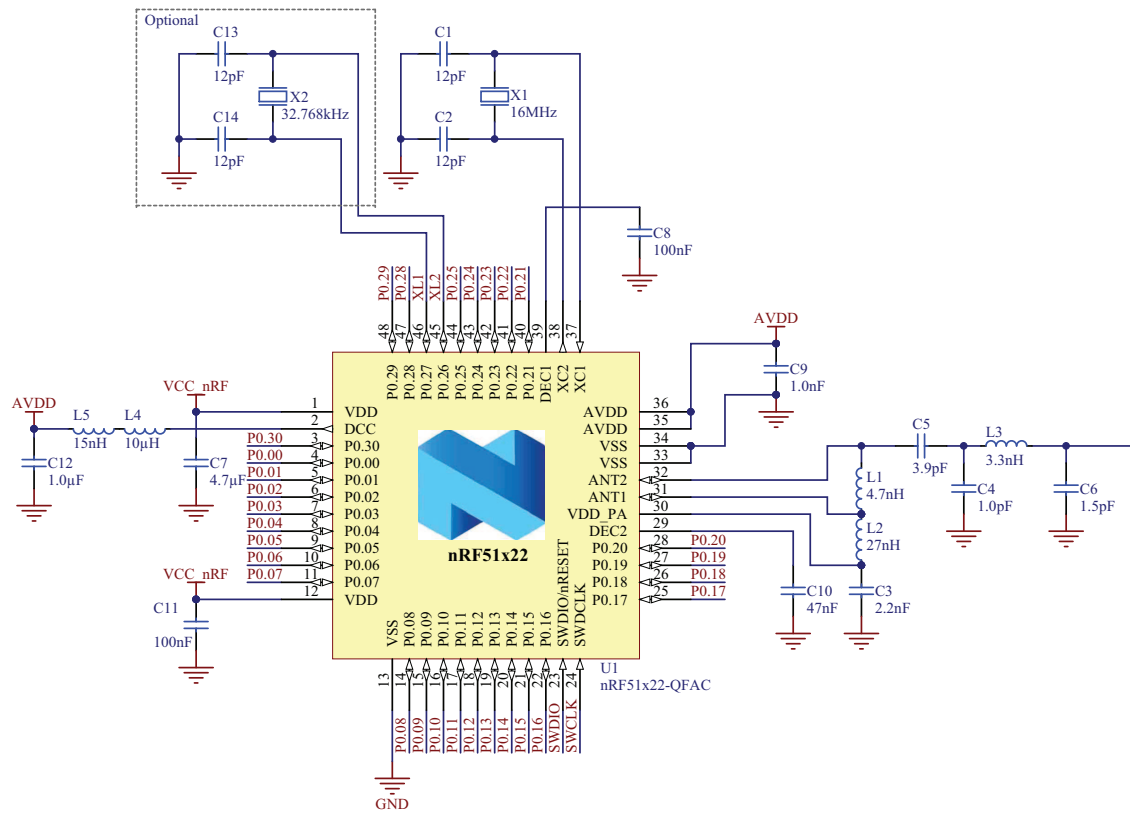 Optional
C13
12pF
X2
32.768kHz
C14
12pF
C1
12pF
X1
16MHz
C2
12pF
C8
100nF
P0.29
P0.28
XL1
XL2
P0.25
P0.24
P0.23
P0.22
P0.21
48
47
46
45
44
43
42
41
40
39
38
37
P0.29
P0.28
P0.27
P0.26
P0.25
P0.24
P0.23
P0.22
P0.21
DEC1
XC2
XC1
AVDD
C9
1.0nF
AVDD
L5
15nH
L4
10µH
VCC_nRF
C12
1.0µF
C7
4.7µF
1 VDD
2 DCC
P0.30 3 P0.30
P0.00 4 P0.00
P0.01 5 P0.01
P0.02 6 P0.02
P0.03 7 P0.03
P0.04 8 P0.04
P0.05 9 P0.05
P0.06 10 P0.06
P0.07 11 P0.07
VCC_nRF
12 VDD
C11
100nF
nRF51x22
AVDD 36
AVDD 35
VSS 34
VSS 33
ANT2 32
ANT1 31
VDD_PA 30
DEC2 29
P0.20 28 P0.20
P0.19 27 P0.19
P0.18 26 P0.18
P0.17 25 P0.17
L1
4.7nH
L2
27nH
C5
3.9pF
L3
3.3nH
C4
1.0pF
C6
1.5pF
C10
47nF
C3
2.2nF
VSS
P0.08
P0.09
P0.10
P0.11
P0.12
P0.13
P0.14
P0.15
P0.16
SWDIO/nRESET
SWDCLK
U1
nRF51x22-QFAC
13
14
15
16
17
18
19
20
21
22
23
24
P0.08
P0.09
P0.10
P0.11
P0.12
P0.13
P0.14
P0.15
P0.16
SWDIO
SWCLK
GND